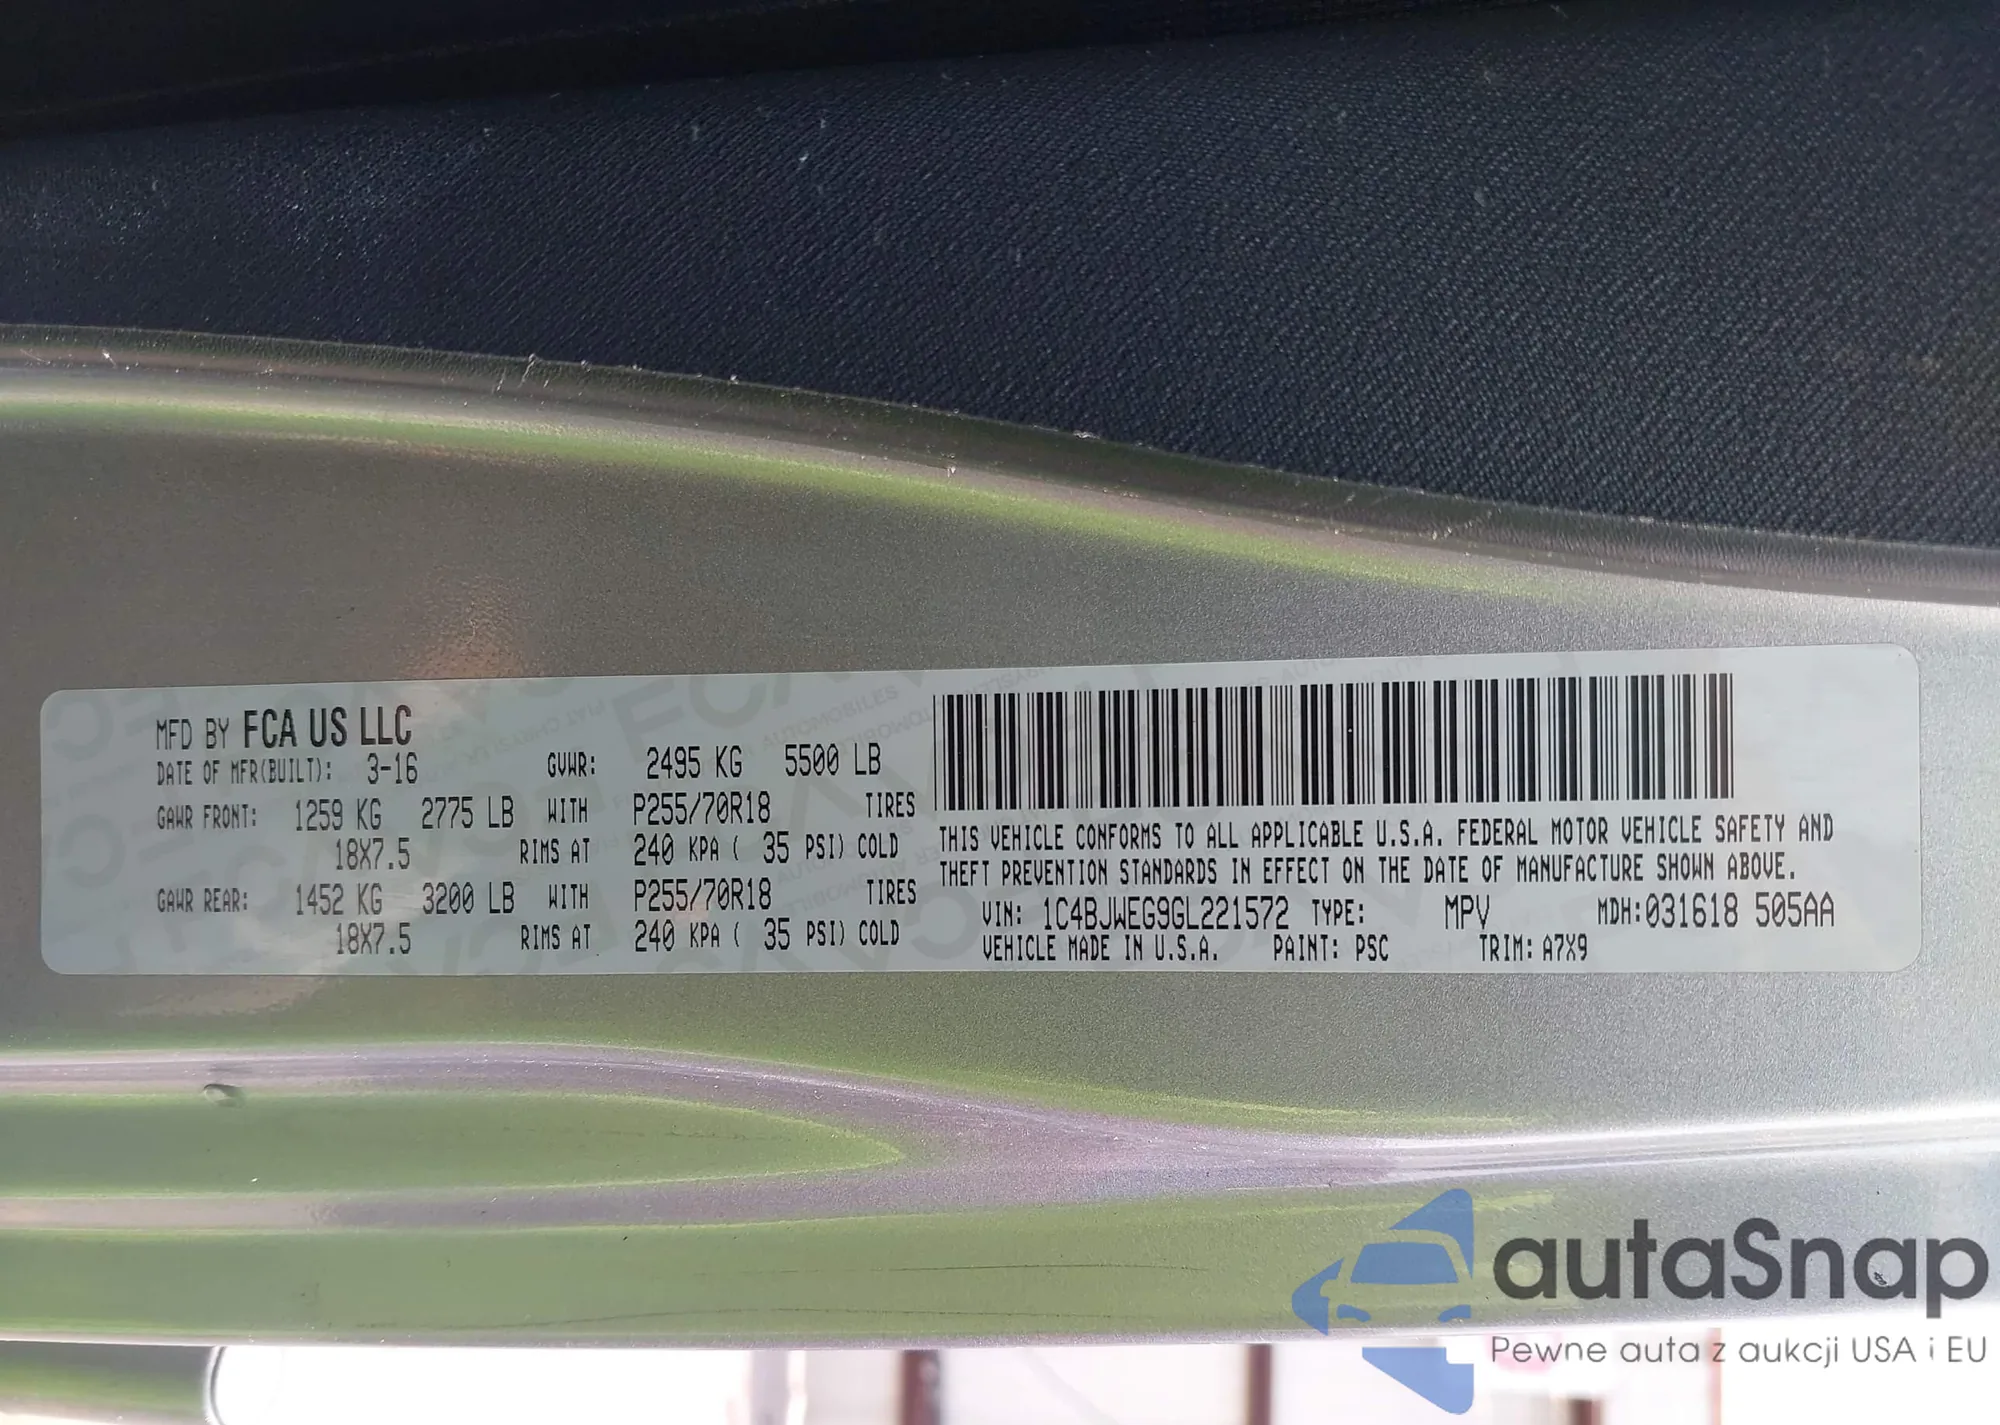 MFD BY FCA US LLC
DATE OF MFR(BUILT): 3-16 GVWR: 2495 KG 5500 LB
GAWR FRONT: 1259 KG 2775 LB WITH P255/70R18 TIRES
18X7.5 RIMS AT 240 KPA ( 35 PSI) COLD
GAWR REAR: 1452 KG 3200 LB WITH P255/70R18 TIRES
18X7.5 RIMS AT 240 KPA ( 35 PSI) COLD
THIS VEHICLE CONFORMS TO ALL APPLICABLE U.S.A. FEDERAL MOTOR VEHICLE SAFETY AND
THEFT PREVENTION STANDARDS IN EFFECT ON THE DATE OF MANUFACTURE SHOWN ABOVE.
VIN: 1C4BJWEG9GL221572 TYPE: MPV MDH:031618 505AA
VEHICLE MADE IN U.S.A. PAINT: PSC TRIM: A7X9
autaSnap
Pewne auta z aukcji USA i EU